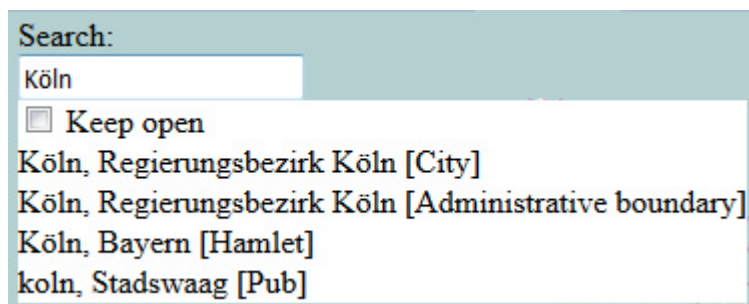 Search:
Köln
Keep open
Köln, Regierungsbezirk Köln [City]
Köln, Regierungsbezirk Köln [Administrative boundary]
Köln, Bayern [Hamlet]
koln, Stadswaag [Pub]